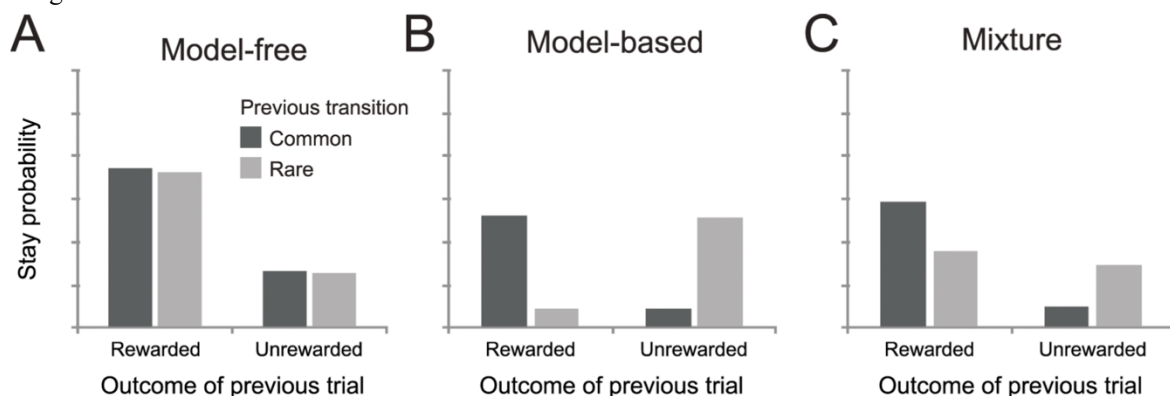 A
Model-free
Previous transition
Common
Rare
Stay probability
Rewarded
Unrewarded
Outcome of previous trial
B
Model-based
Rewarded
Unrewarded
Outcome of previous trial
C
Mixture
Rewarded
Unrewarded
Outcome of previous trial